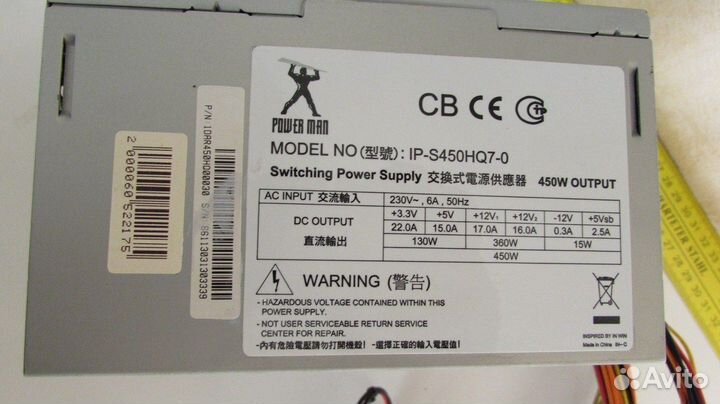 POWER MAN
CB CE
MODEL NO (型號): IP-S450HQ7-0
Switching Power Supply 交換式電源供應器 450W OUTPUT
AC INPUT 交流輸入 230V~, 6A, 50Hz
DC OUTPUT 直流輸出 +3.3V +5V +12V1 +12V2 -12V +5Vsb
22.0A 15.0A 17.0A 16.0A 0.3A 2.5A
130W 360W 15W
450W
WARNING (警告)
- HAZARDOUS VOLTAGE CONTAINED WITHIN THIS
POWER SUPPLY.
- NOT USER SERVICEABLE RETURN SERVICE
CENTER FOR REPAIR.
-內有危險電壓請勿打開機殼! -選擇正確的輸入電壓值!
INSPIRED BY IN WIN
Made in China
P/N 1DAR450HD00030 S/N S6113031303339
2 000060 522175
CHARTERITER STAHL
Avito